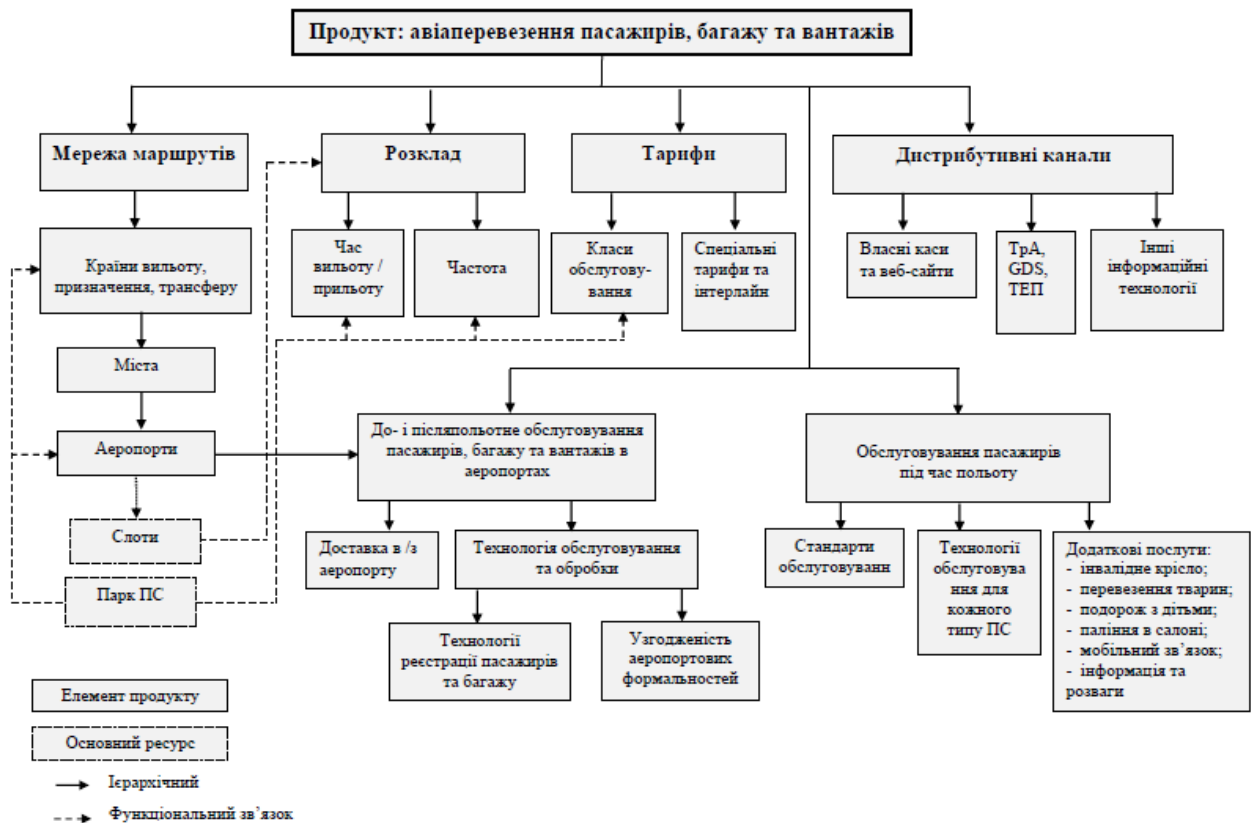 Продукт: авіаперевезення пасажирів, багажу та вантажів
Мережа маршрутів
Розклад
Тарифи
Дистрибутивні канали
Країни вильоту,
призначення, трансферу
Час
вильоту /
прильоту
Частота
Класи
обслугову-
вання
Спеціальні
тарифи та
інтерлайн
Власні каси
та веб-сайти
ТрА,
GDS,
ТЕП
Інші
інформаційні
технології
Міста
Аеропорти
Слоти
Парк ПС
До- і післяпольотне обслуговування
пасажирів, багажу та вантажів в
аеропортах
Обслуговування пасажирів
під час польоту
Доставка в /з
аеропорту
Технологія обслуговування
та обробки
Технології
реєстрації пасажирів
та багажу
Узгодженість
аеропортових
формальностей
Стандарти
обслуговуванн
Технології
обслуговува
ння для
кожного
типу ПС
Додаткові послуги:
- інвалідне крісло;
- перевезення тварин;
- подорож з дітьми;
- паління в салоні;
- мобільний зв’язок;
- інформація та
розваги
Елемент продукту
Основний ресурс
Ієрархічний
Функціональний зв’язок